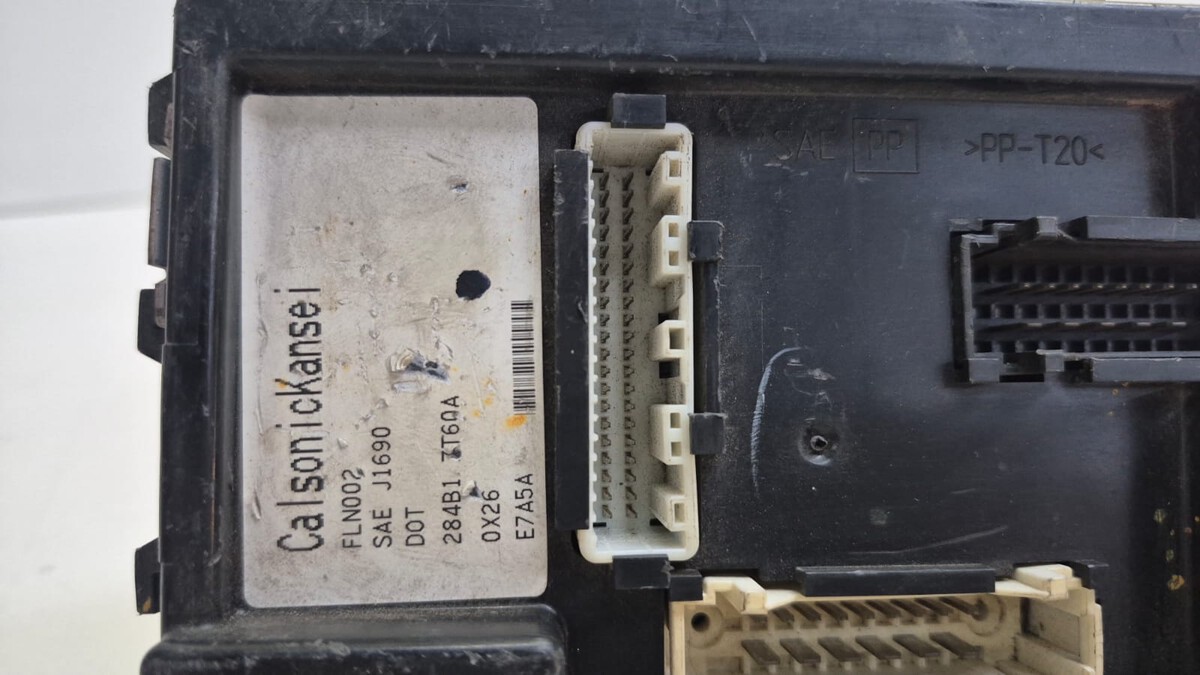 CalsonicKansei
FLN002
SAE J1690
DOT
284B1 ZT60A
0X26
E7A5A
SAE PP >PP-T20<